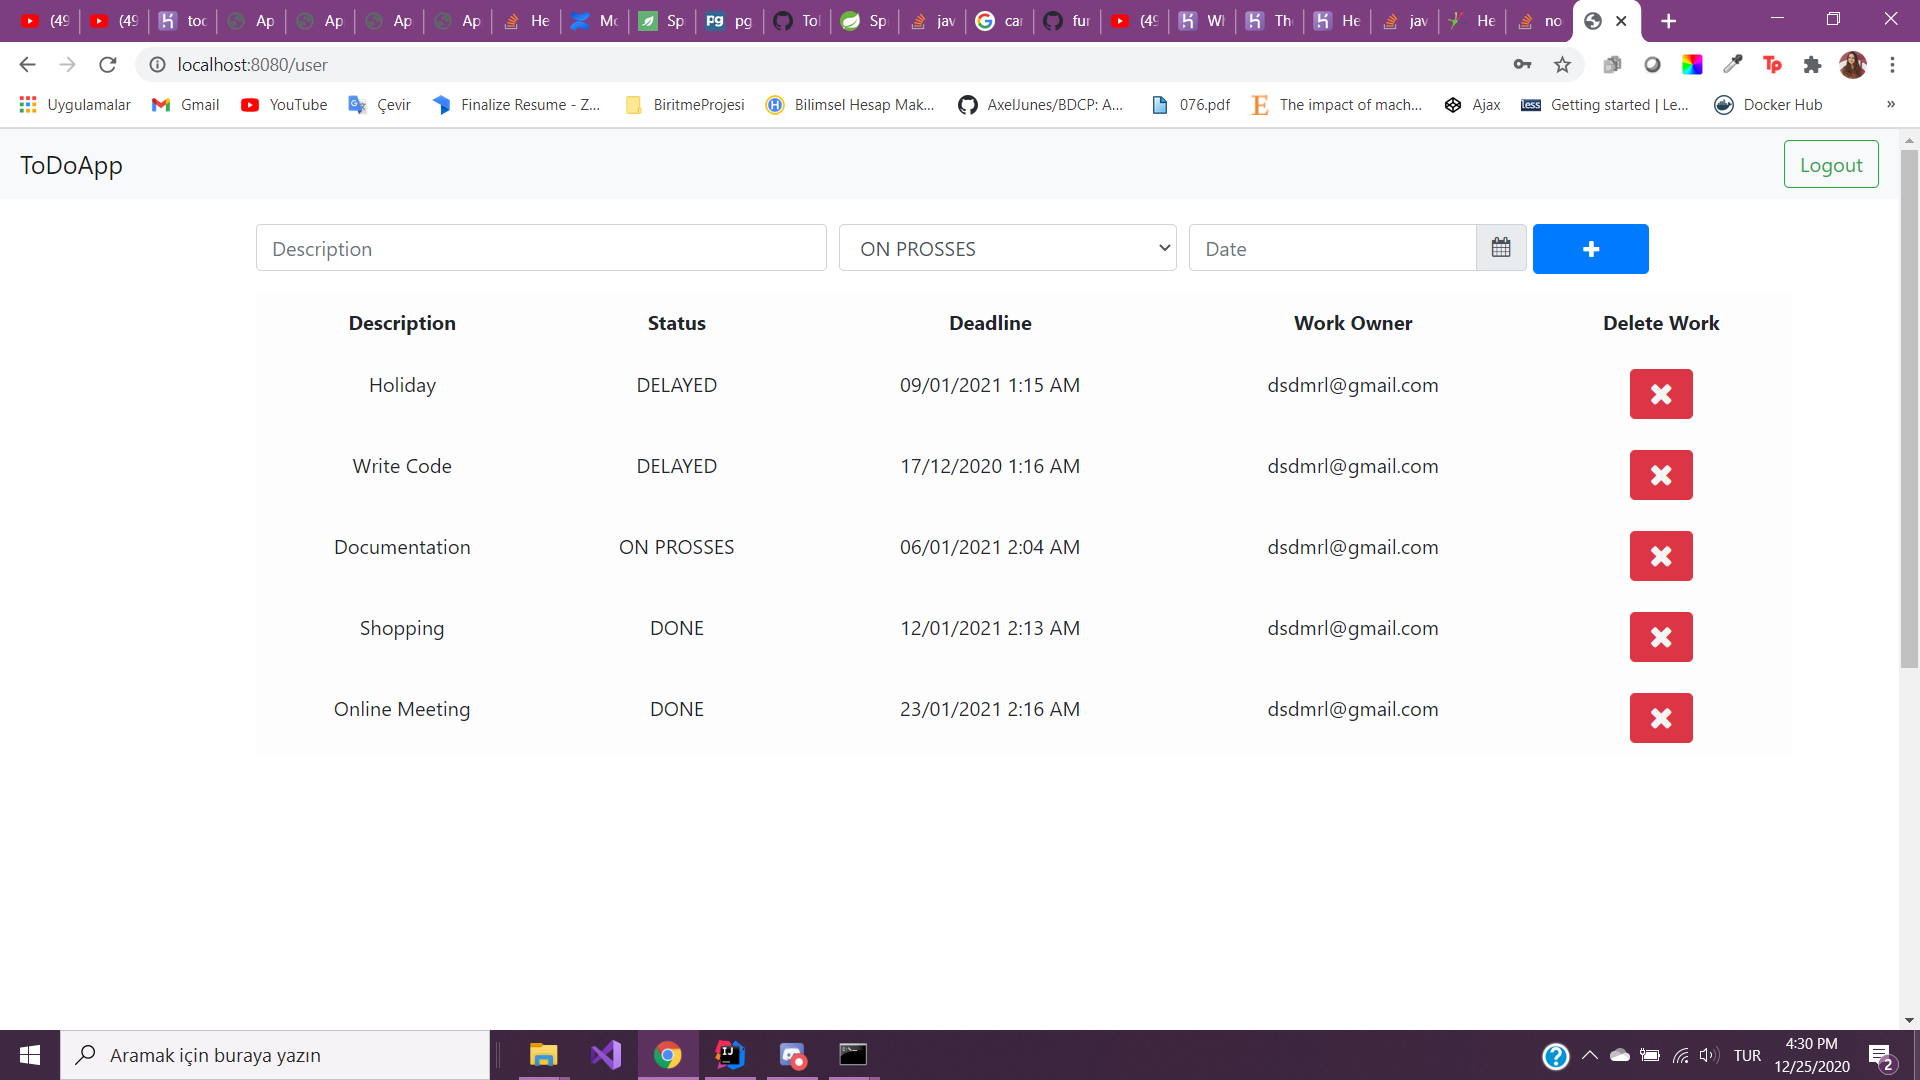 (49 (49 toc Ap Ap Ap Ap He Mc Sp pg Tol Sp jav car fur (49 Wh Th He jav He no
localhost:8080/user
Uygulamalar Gmail YouTube Çevir Finalize Resume - Z... BiritmeProjesi Bilimsel Hesap Mak... AxelJunes/BDCP: A... 076.pdf The impact of mach... Ajax Getting started | Le... Docker Hub »
ToDoApp Logout
Description ON PROSSES Date
Description Status Deadline Work Owner Delete Work
Holiday DELAYED 09/01/2021 1:15 AM dsdmrl@gmail.com
Write Code DELAYED 17/12/2020 1:16 AM dsdmrl@gmail.com
Documentation ON PROSSES 06/01/2021 2:04 AM dsdmrl@gmail.com
Shopping DONE 12/01/2021 2:13 AM dsdmrl@gmail.com
Online Meeting DONE 23/01/2021 2:16 AM dsdmrl@gmail.com
Aramak için buraya yazın
TUR
4:30 PM
12/25/2020
2